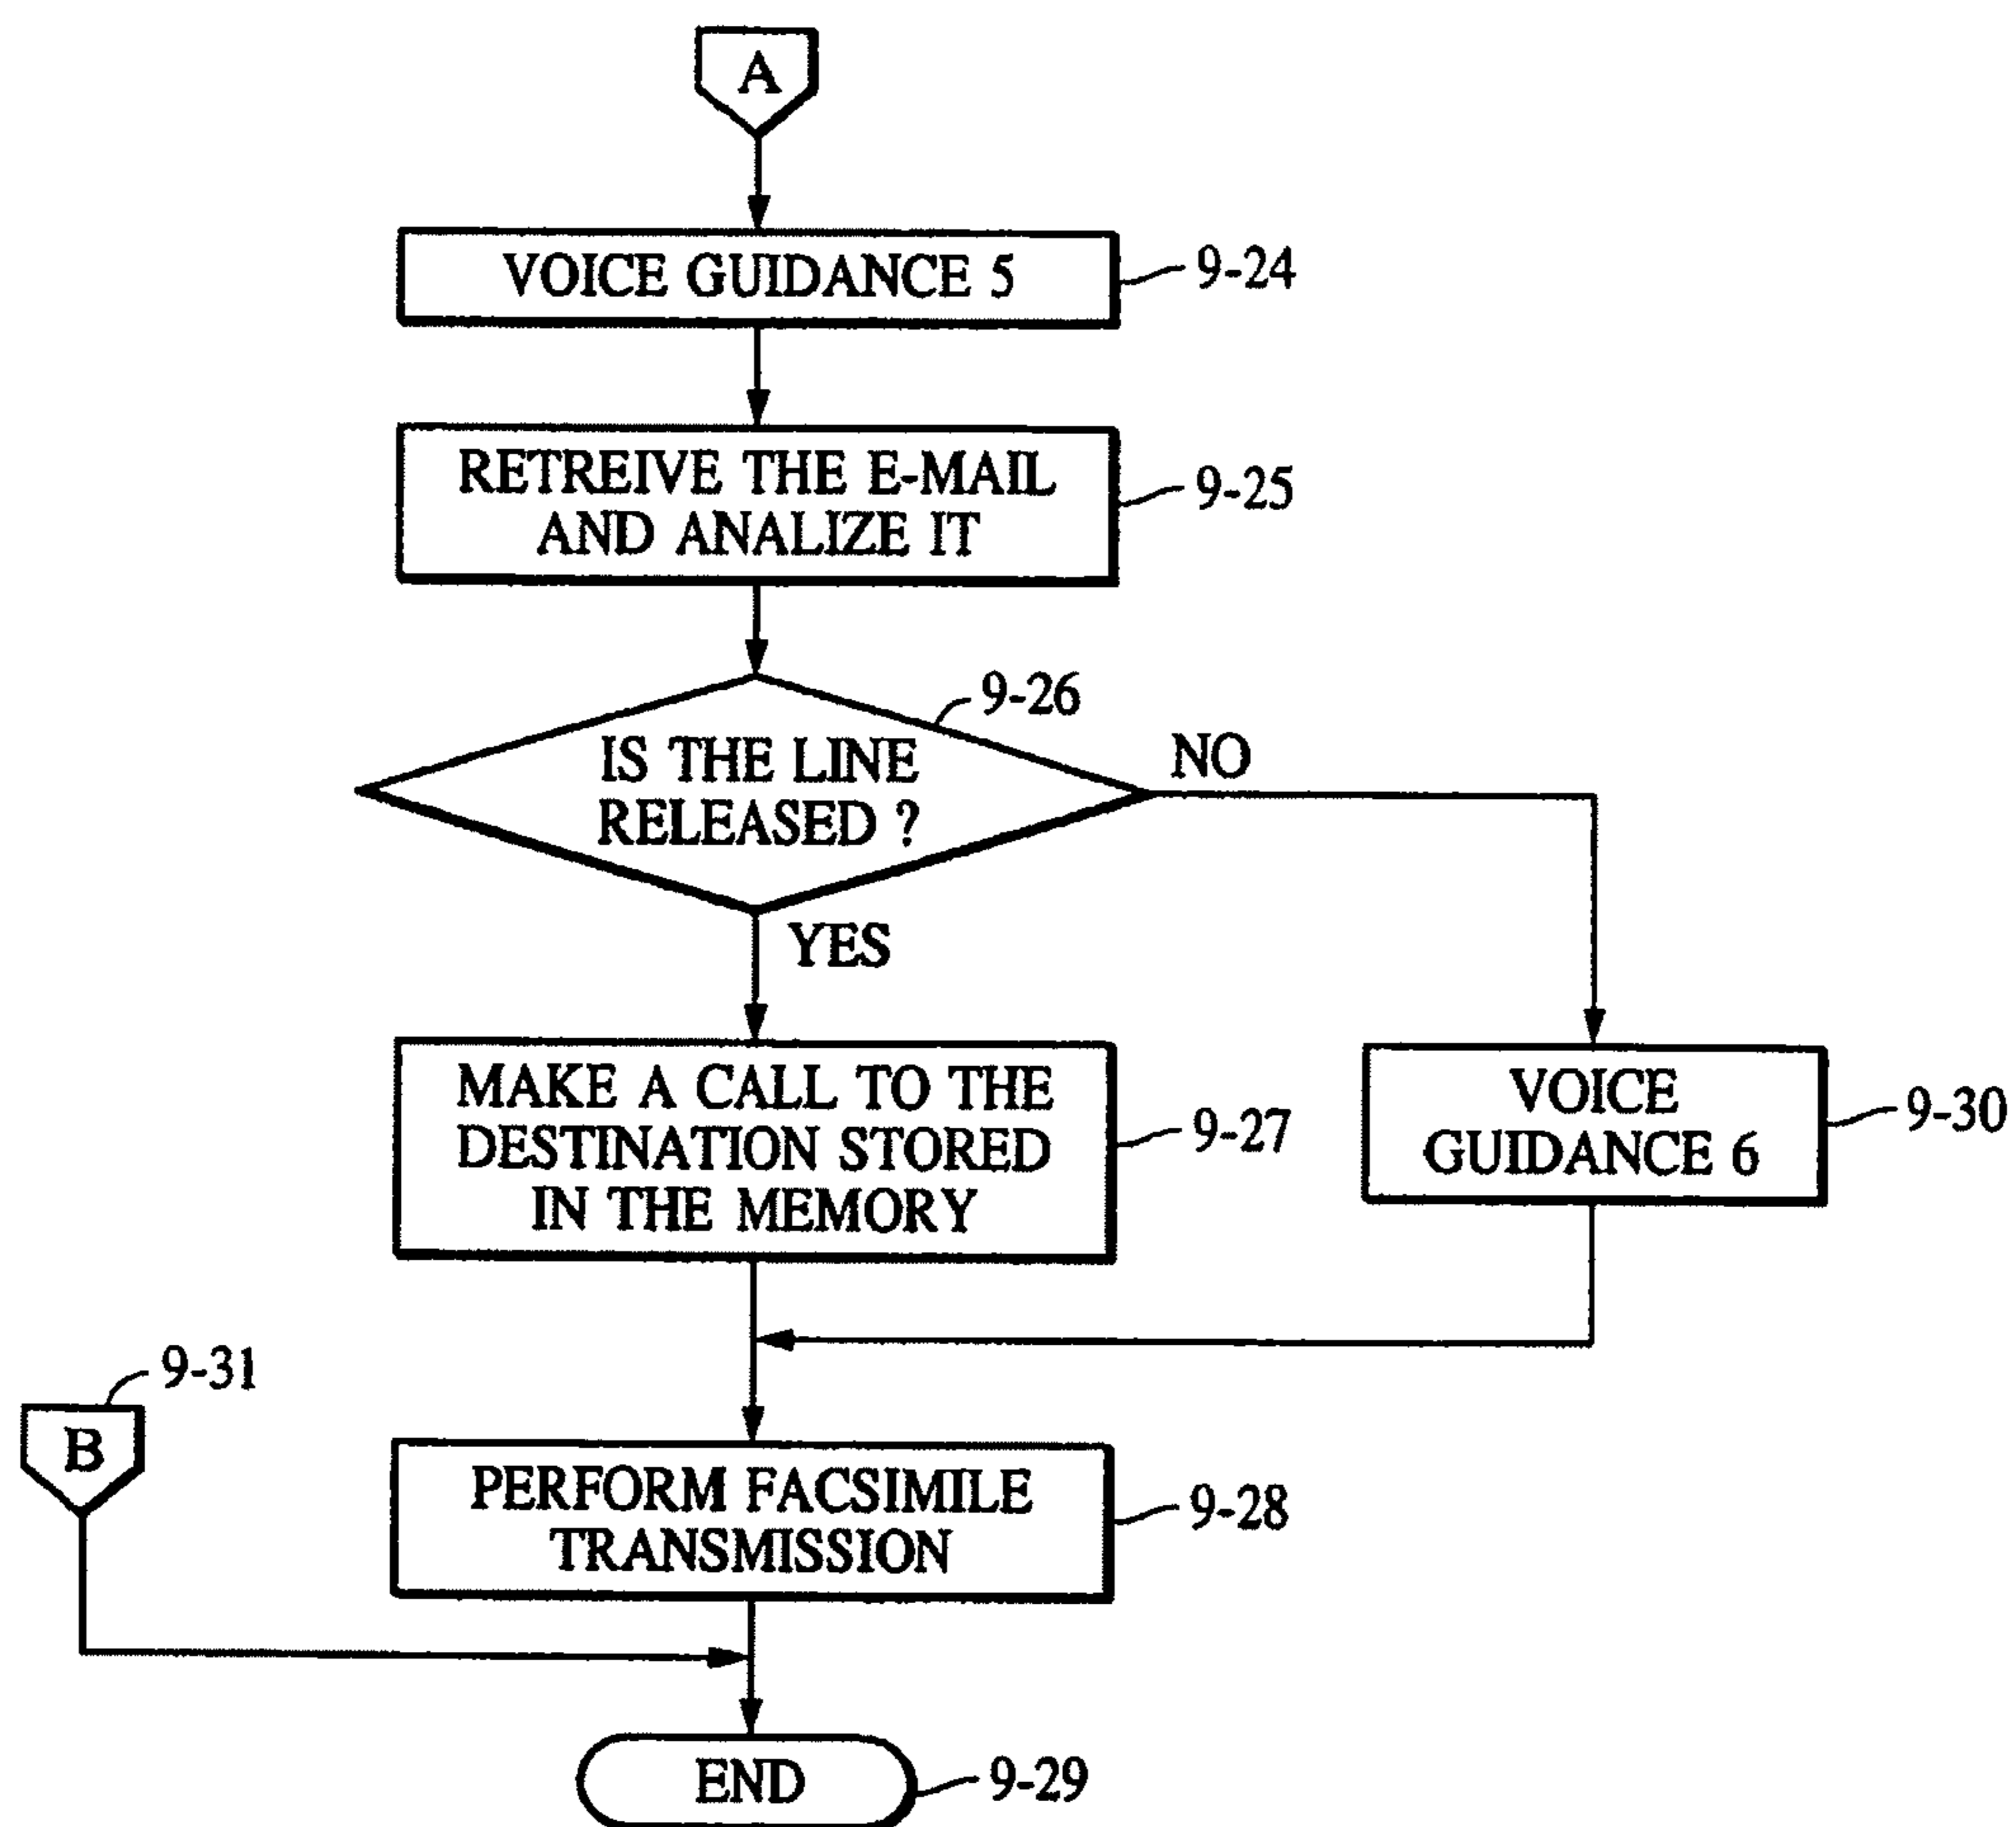 A
VOICE GUIDANCE 5
9-24
RETREIVE THE E-MAIL
AND ANALIZE IT
9-25
9-26
IS THE LINE
RELEASED ?
NO
YES
MAKE A CALL TO THE
DESTINATION STORED
IN THE MEMORY
9-27
VOICE
GUIDANCE 6
9-30
9-31
B
PERFORM FACSIMILE
TRANSMISSION
9-28
END
9-29